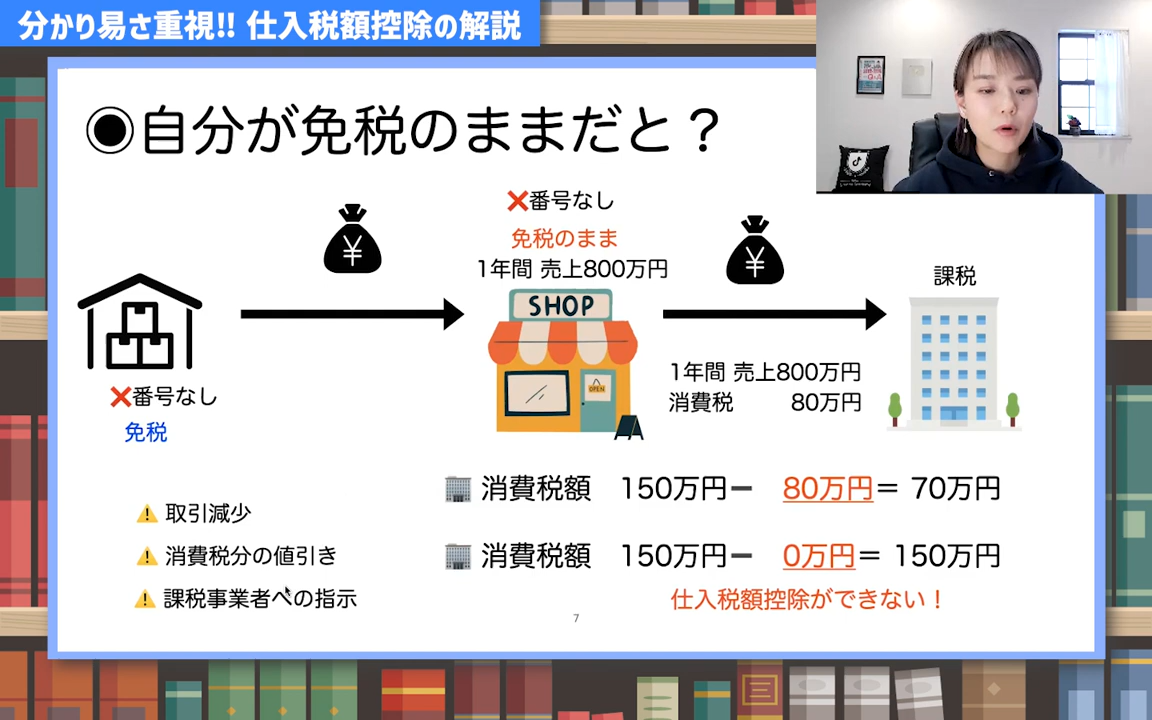 分かり易さ重視!! 仕入税額控除の解説
◉自分が免税のままだと？
❌番号なし
免税のまま
1年間 売上800万円
¥
¥
課税
SHOP
OPEN
1年間 売上800万円
消費税 80万円
❌番号なし
免税
🏢 消費税額 150万円ー 80万円＝ 70万円
🏢 消費税額 150万円ー 0万円＝ 150万円
仕入税額控除ができない！
⚠️ 取引減少
⚠️ 消費税分の値引き
⚠️ 課税事業者への指示
7